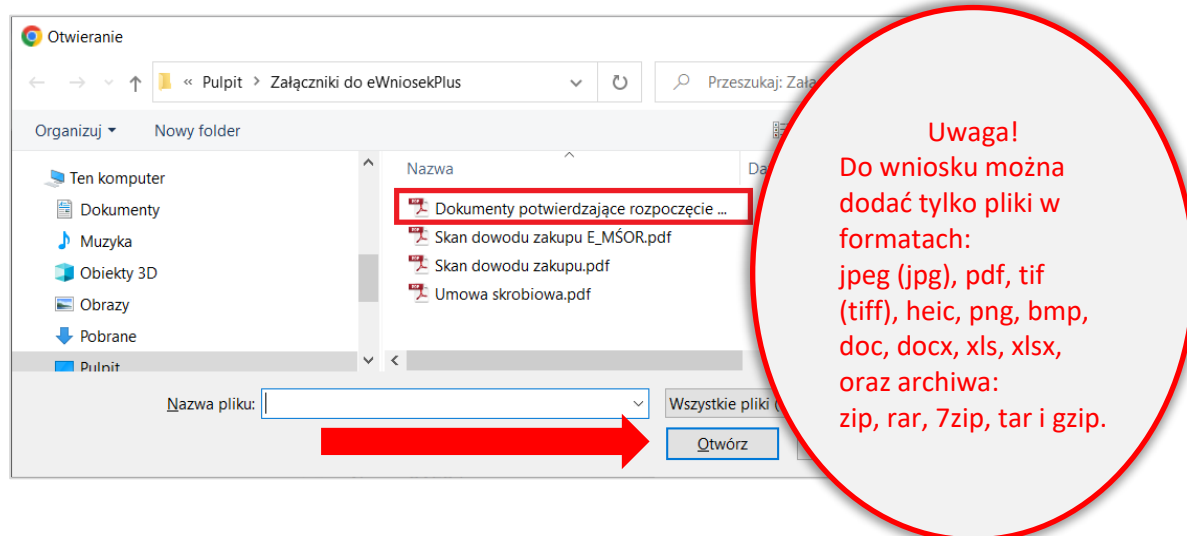 Otwieranie
« Pulpit > Załączniki do eWniosekPlus
Przeszukaj: Zała
Organizuj
Nowy folder
Ten komputer
Dokumenty
Muzyka
Obiekty 3D
Obrazy
Pobrane
Pulpit
Nazwa
Da
Dokumenty potwierdzające rozpoczęcie ...
Skan dowodu zakupu E_MŚOR.pdf
Skan dowodu zakupu.pdf
Umowa skrobiowa.pdf
Nazwa pliku:
Wszystkie pliki (
Otwórz
Uwaga!
Do wniosku można
dodać tylko pliki w
formatach:
jpeg (jpg), pdf, tif
(tiff), heic, png, bmp,
doc, docx, xls, xlsx,
oraz archiwa:
zip, rar, 7zip, tar i gzip.